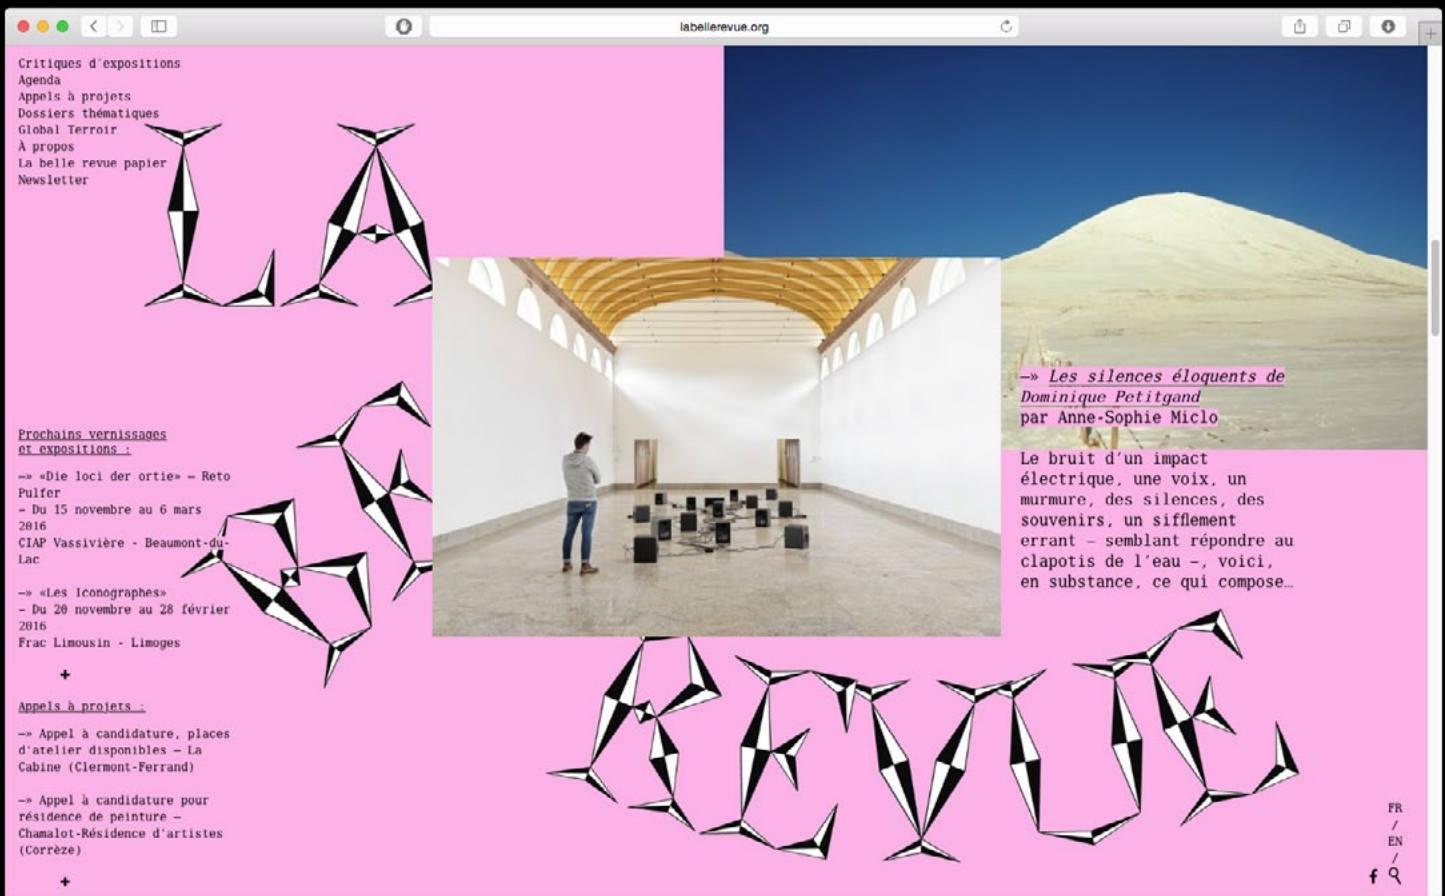 labellerevue.org
Critiques d'expositions
Agenda
Appels à projets
Dossiers thématiques
Global Terroir
À propos
La belle revue papier
Newsletter
LA
BE
REVUE
Prochains vernissages
et expositions :
—» «Die loci der ortie» – Reto
Pulfer
– Du 15 novembre au 6 mars
2016
CIAP Vassivière - Beaumont-du-
Lac
—» «Les Iconographes»
– Du 20 novembre au 28 février
2016
Frac Limousin - Limoges
+
Appels à projets :
—» Appel à candidature, places
d'atelier disponibles – La
Cabine (Clermont-Ferrand)
—» Appel à candidature pour
résidence de peinture –
Chamalot-Résidence d'artistes
(Corrèze)
+
—» Les silences éloquents de
Dominique Petitgand
par Anne-Sophie Miclo
Le bruit d'un impact
électrique, une voix, un
murmure, des silences, des
souvenirs, un sifflement
errant – semblant répondre au
clapotis de l'eau –, voici,
en substance, ce qui compose…
FR
/
EN
/
f